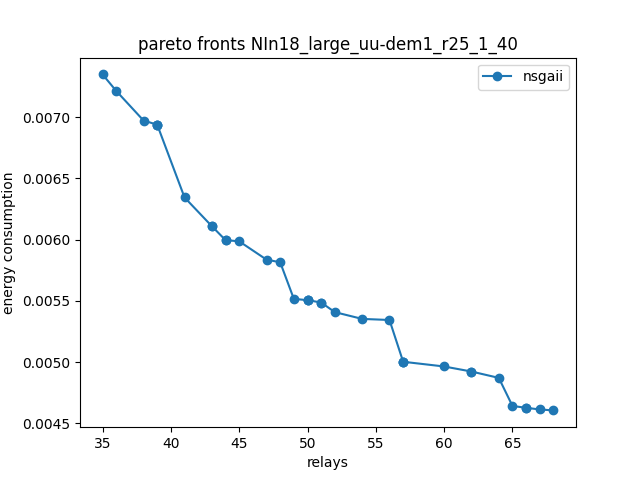 pareto fronts NIn18_large_uu-dem1_r25_1_40
nsgaii
energy consumption
0.0070
0.0065
0.0060
0.0055
0.0050
0.0045
35 40 45 50 55 60 65
relays